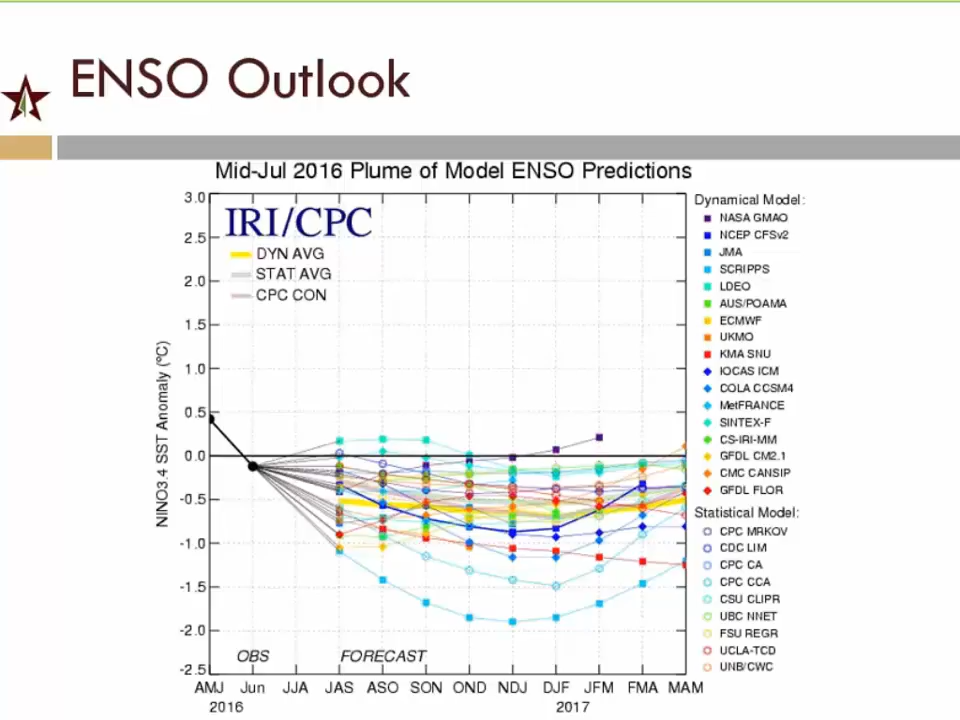 ENSO Outlook
Mid-Jul 2016 Plume of Model ENSO Predictions
IRI/CPC
DYN AVG
STAT AVG
CPC CON
NINO3.4 SST Anomaly (ºC)
3.0
2.5
2.0
1.5
1.0
0.5
0.0
-0.5
-1.0
-1.5
-2.0
-2.5
OBS
FORECAST
AMJ Jun JJA JAS ASO SON OND NDJ DJF JFM FMA MAM
2016 2017
Dynamical Model:
NASA GMAO
NCEP CFSv2
JMA
SCRIPPS
LDEO
AUS/POAMA
ECMWF
UKMO
KMA SNU
IOCAS ICM
COLA CCSM4
MetFRANCE
SINTEX-F
CS-IRI-MM
GFDL CM2.1
CMC CANSIP
GFDL FLOR
Statistical Model:
CPC MRKOV
CDC LIM
CPC CA
CPC CCA
CSU CLIPR
UBC NNET
FSU REGR
UCLA-TCD
UNB/CWC